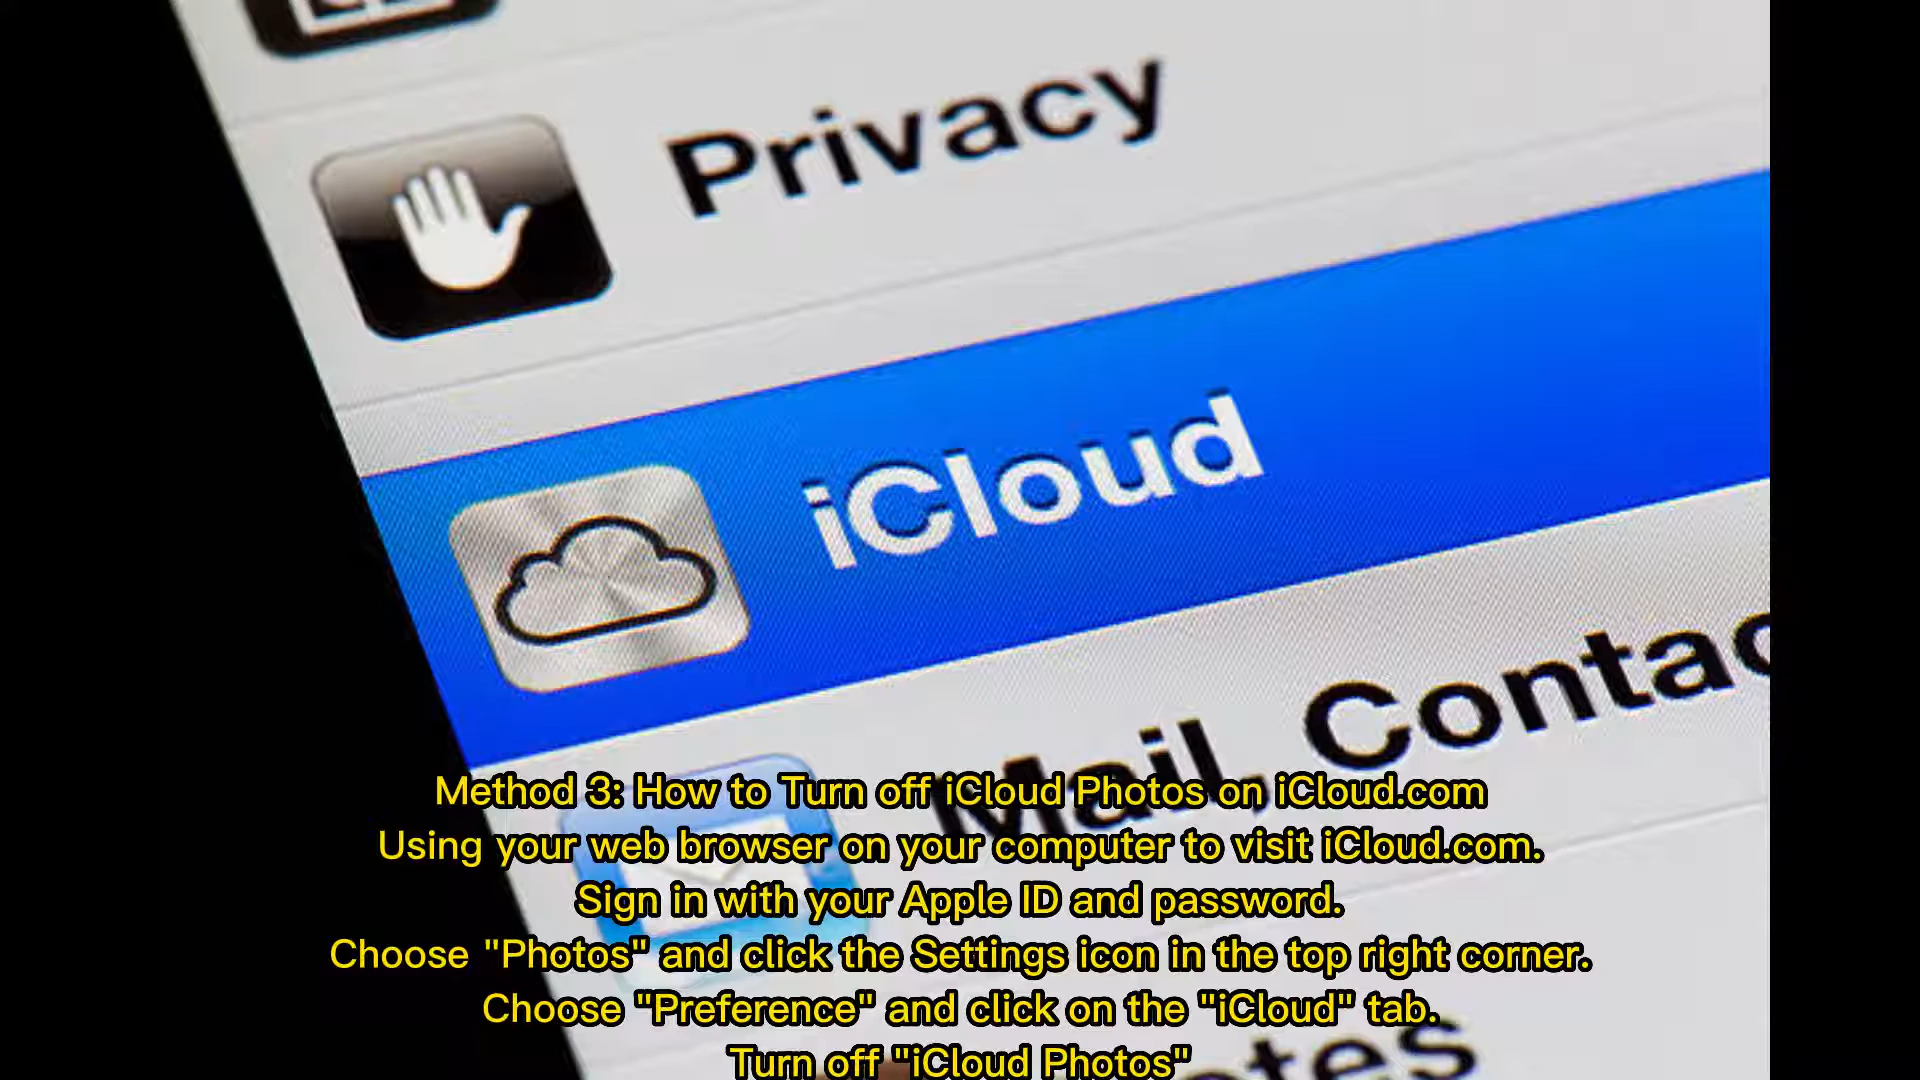 Privacy
iCloud
Mail, Contac
Method 3: How to Turn off iCloud Photos on iCloud.com
Using your web browser on your computer to visit iCloud.com.
Sign in with your Apple ID and password.
Choose "Photos" and click the Settings icon in the top right corner.
Choose "Preference" and click on the "iCloud" tab.
Turn off "iCloud Photos"